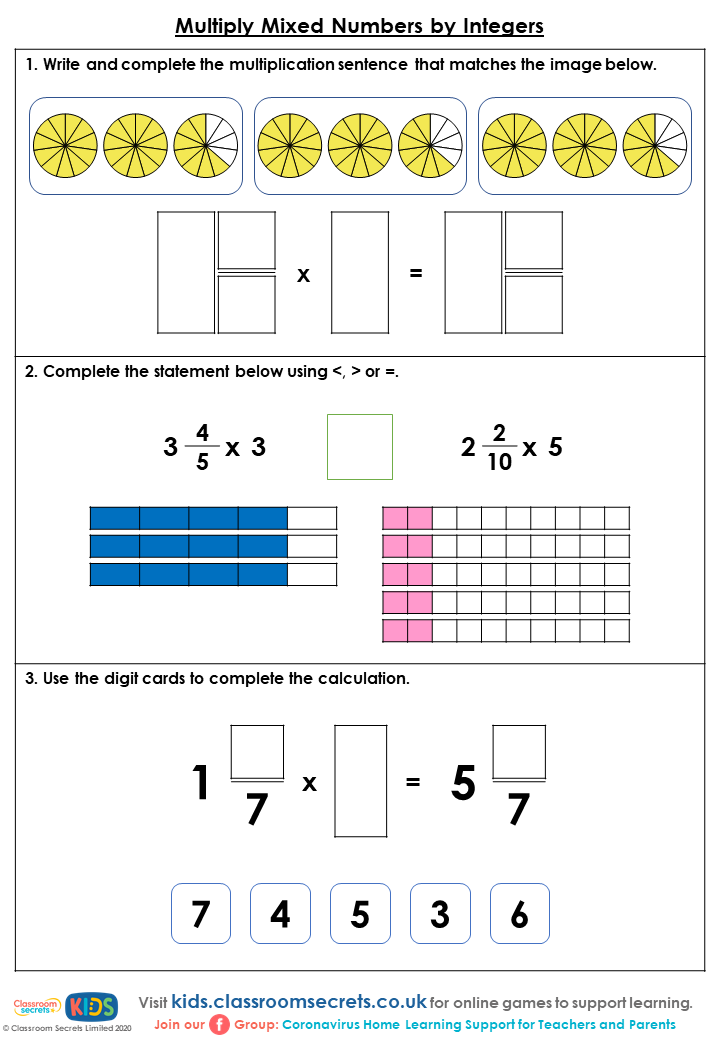 Multiply Mixed Numbers by Integers
1. Write and complete the multiplication sentence that matches the image below.
x =
2. Complete the statement below using <, > or =.
3 4/5 x 3 2 2/10 x 5
3. Use the digit cards to complete the calculation.
1 /7 x = 5 /7
7 4 5 3 6
Classroom Secrets KIDS
© Classroom Secrets Limited 2020
Visit kids.classroomsecrets.co.uk for online games to support learning.
Join our f Group: Coronavirus Home Learning Support for Teachers and Parents